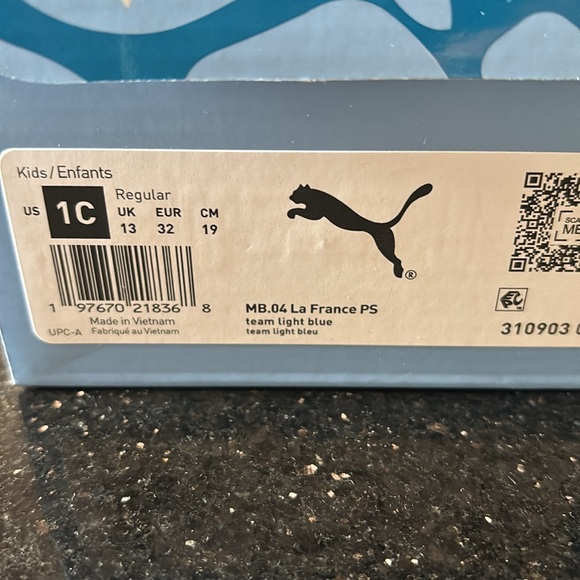 Kids/Enfants
Regular
US 1C UK EUR CM
13 32 19
1 97670 21836 8
Made in Vietnam
UPC-A Fabriqué au Vietnam
®
MB.04 La France PS
team light blue
team light bleu
310903